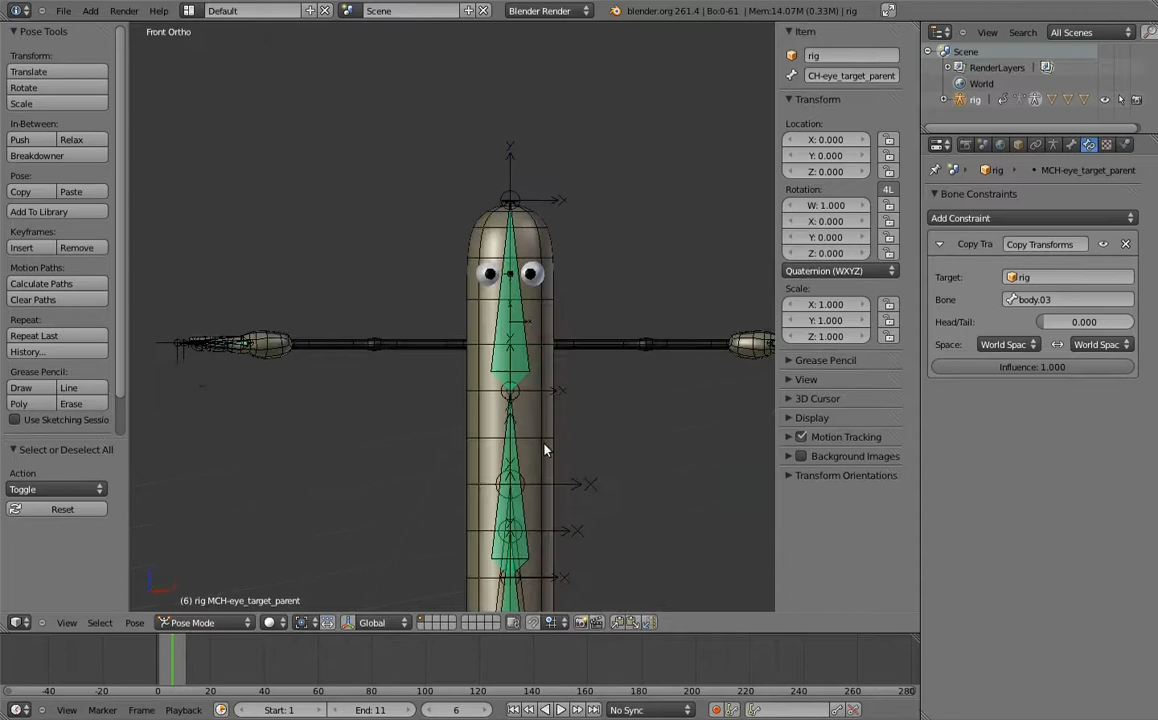 File Add Render Help Default Scene Blender Render blender.org 261.4 | Bo:0-61 | Mem:14.07M (0.33M) | rig
Pose Tools
Transform:
Translate
Rotate
Scale
In-Between:
Push Relax
Breakdowner
Pose:
Copy Paste
Add To Library
Keyframes:
Insert Remove
Motion Paths:
Calculate Paths
Clear Paths
Repeat:
Repeat Last
History...
Grease Pencil:
Draw Line
Poly Erase
Use Sketching Sessio
Select or Deselect All
Action
Toggle
Reset
Front Ortho
(6) rig MCH-eye_target_parent
View Select Pose Pose Mode Global
Item
rig
CH-eye_target_parent
Transform
Location:
X: 0.000
Y: 0.000
Z: 0.000
Rotation: 4L
W: 1.000
X: 0.000
Y: 0.000
Z: 0.000
Quaternion (WXYZ)
Scale:
X: 1.000
Y: 1.000
Z: 1.000
Grease Pencil
View
3D Cursor
Display
Motion Tracking
Background Images
Transform Orientations
View Search All Scenes
Scene
RenderLayers
World
rig
rig MCH-eye_target_parent
Bone Constraints
Add Constraint
Copy Tra Copy Transforms
Target: rig
Bone body.03
Head/Tail: 0.000
Space: World Spac World Spac
Influence: 1.000
-40 -20 0 20 40 60 80 100 120 140 160 180 200 220 240 260 280
View Marker Frame Playback Start: 1 End: 11 6 No Sync